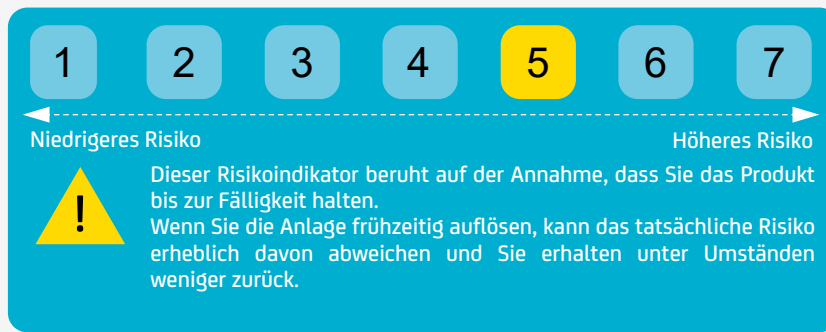 1 2 3 4 5 6 7
Niedrigeres Risiko Höheres Risiko
! Dieser Risikoindikator beruht auf der Annahme, dass Sie das Produkt
bis zur Fälligkeit halten.
Wenn Sie die Anlage frühzeitig auflösen, kann das tatsächliche Risiko
erheblich davon abweichen und Sie erhalten unter Umständen
weniger zurück.